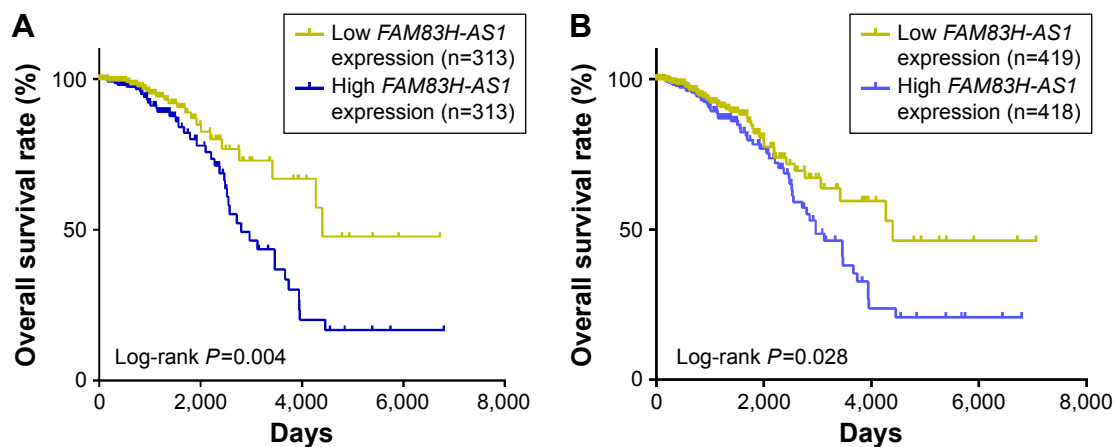 A
Low FAM83H-AS1
expression (n=313)
High FAM83H-AS1
expression (n=313)
Overall survival rate (%)
100
50
0
Log-rank P=0.004
0
2,000
4,000
6,000
8,000
Days
B
Low FAM83H-AS1
expression (n=419)
High FAM83H-AS1
expression (n=418)
Overall survival rate (%)
100
50
0
Log-rank P=0.028
0
2,000
4,000
6,000
8,000
Days